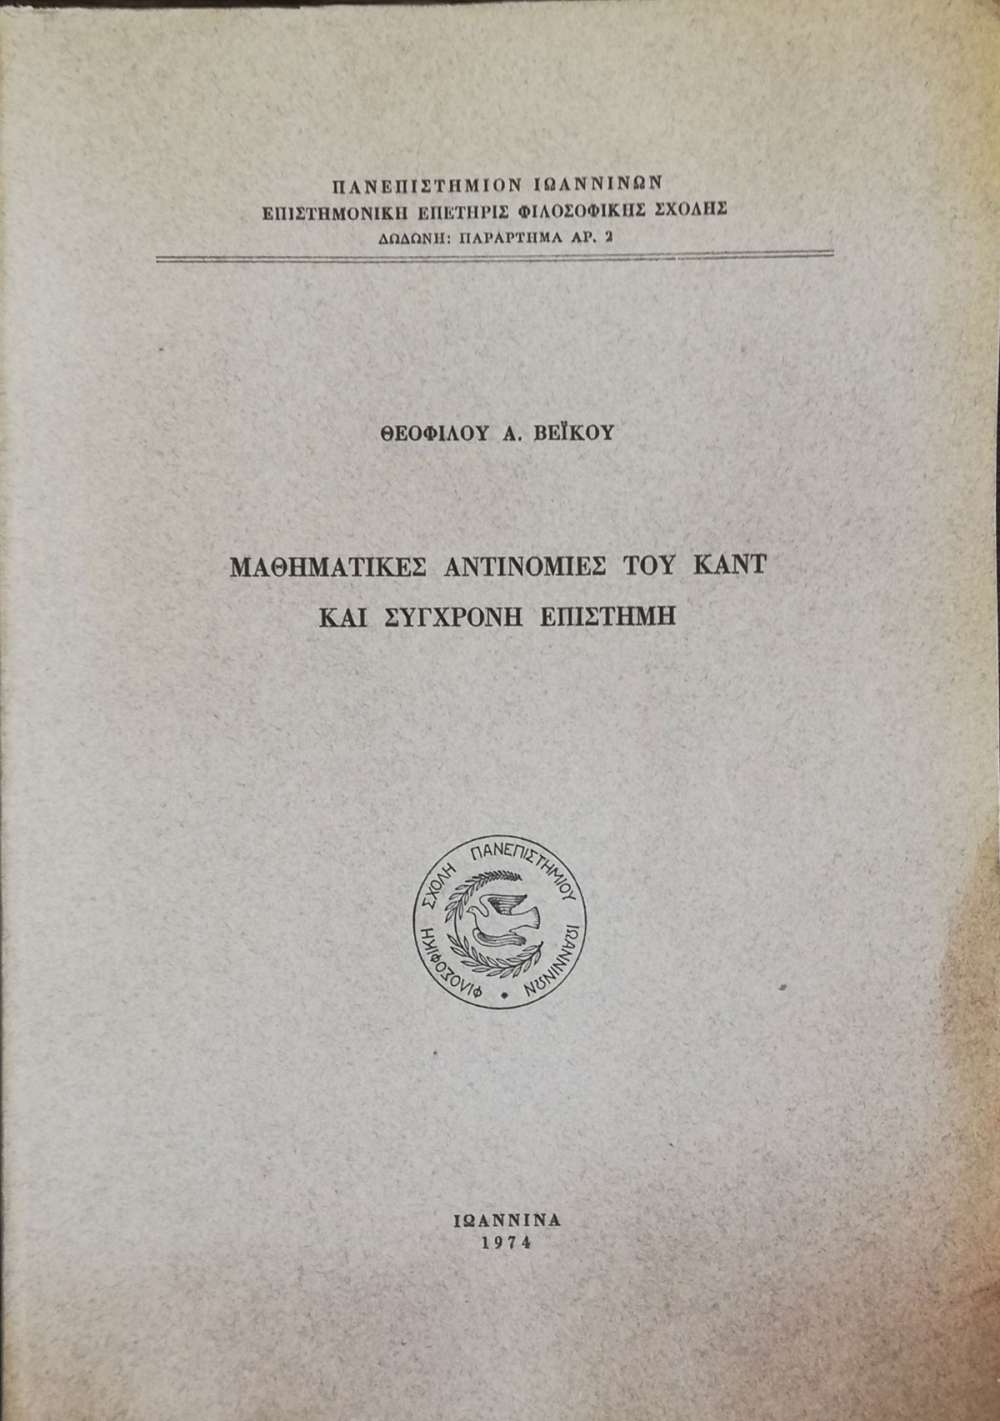 ΠΑΝΕΠΙΣΤΗΜΙΟΝ ΙΩΑΝΝΙΝΩΝ
ΕΠΙΣΤΗΜΟΝΙΚΗ ΕΠΕΤΗΡΙΣ ΦΙΛΟΣΟΦΙΚΗΣ ΣΧΟΛΗΣ
ΔΩΔΩΝΗ: ΠΑΡΑΡΤΗΜΑ ΑΡ. 2
ΘΕΟΦΙΛΟΥ Α. ΒΕΪΚΟΥ
ΜΑΘΗΜΑΤΙΚΕΣ ΑΝΤΙΝΟΜΙΕΣ ΤΟΥ ΚΑΝΤ
ΚΑΙ ΣΥΓΧΡΟΝΗ ΕΠΙΣΤΗΜΗ
ΦΙΛΟΣΟΦΙΚΗ ΣΧΟΛΗ ΠΑΝΕΠΙΣΤΗΜΙΟΥ ΙΩΑΝΝΙΝΩΝ
ΙΩΑΝΝΙΝΑ
1974